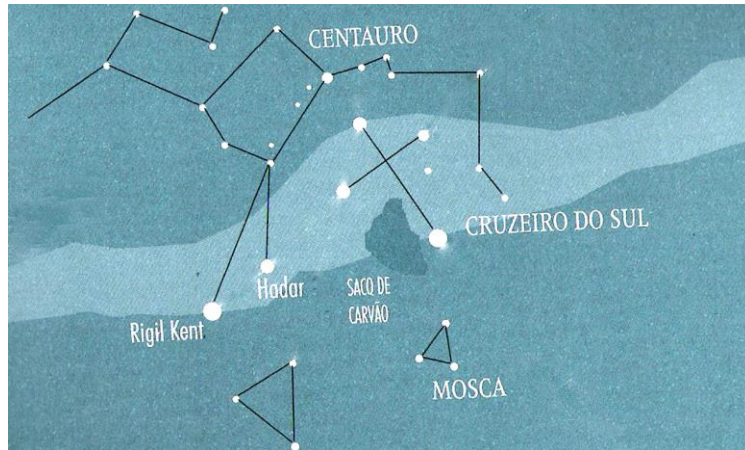 CENTAURO
CRUZEIRO DO SUL
Hadar
SACO DE
CARVÃO
Rigil Kent
MOSCA